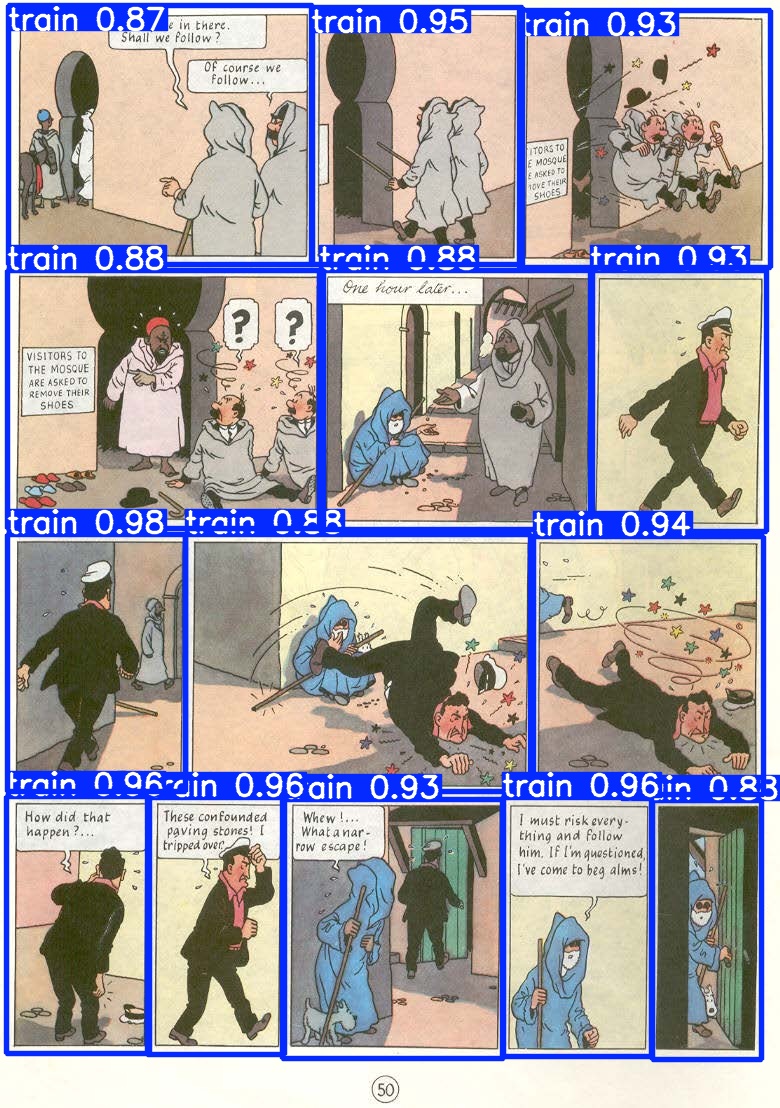 train 0.87
e in there.
Shall we follow?
Of course we
follow...
train 0.95
train 0.93
ITORS TO
E MOSQUE
E ASKED TO
MOVE THEIR
SHOES
train 0.88
VISITORS TO
THE MOSQUE
ARE ASKED TO
REMOVE THEIR
SHOES
?
?
train 0.88
One hour later...
train 0.93
train 0.98
train 0.88
train 0.94
train 0.96
How did that
happen?...
rain 0.96
These confounded
paving stones! I
tripped over.
ain 0.93
Whew!...
What a nar-
row escape!
train 0.96
I must risk every-
thing and follow
him. If I'm questioned,
I've come to beg alms!
in 0.83
50